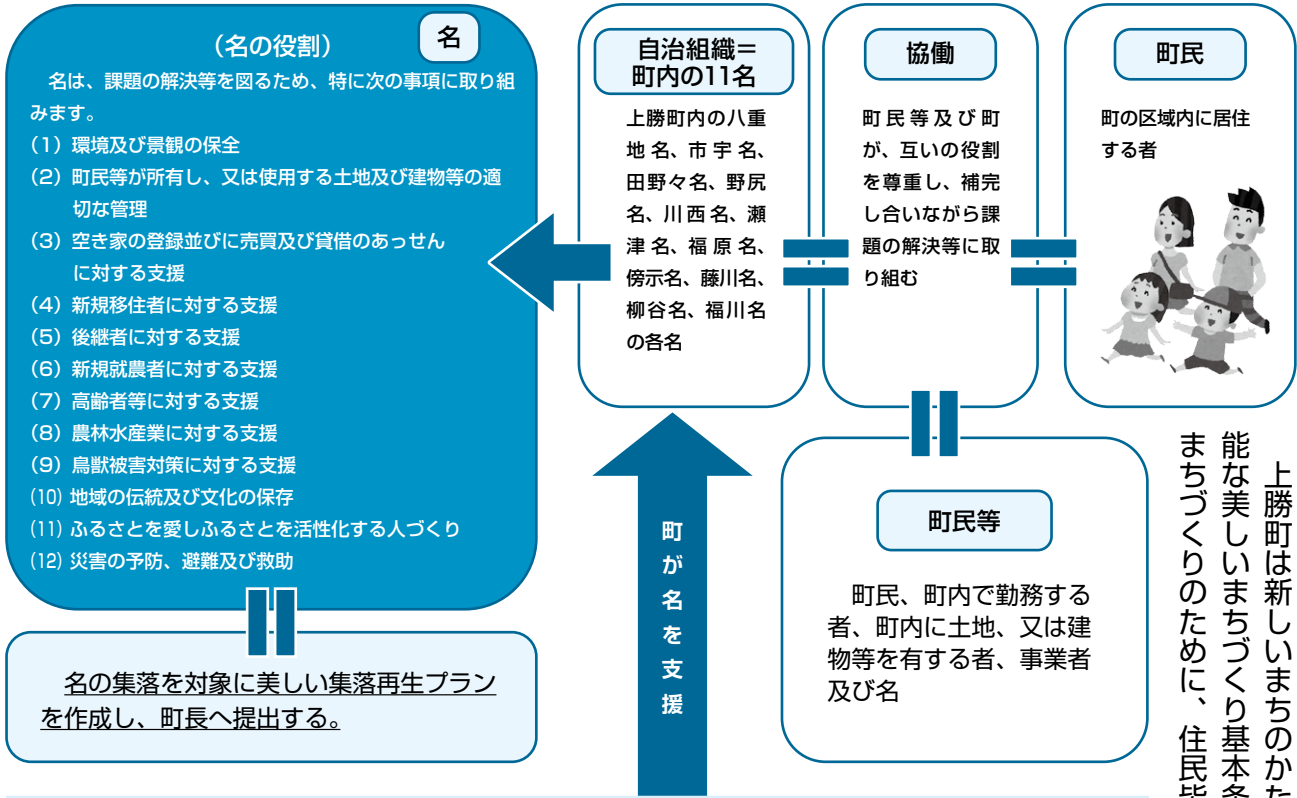 名
（名の役割）
　名は、課題の解決等を図るため、特に次の事項に取り組
みます。
（1）環境及び景観の保全
（2）町民等が所有し、又は使用する土地及び建物等の適
切な管理
（3）空き家の登録並びに売買及び貸借のあっせん
に対する支援
（4）新規移住者に対する支援
（5）後継者に対する支援
（6）新規就農者に対する支援
（7）高齢者等に対する支援
（8）農林水産業に対する支援
（9）鳥獣被害対策に対する支援
(10) 地域の伝統及び文化の保存
(11) ふるさとを愛しふるさとを活性化する人づくり
(12) 災害の予防、避難及び救助
　名の集落を対象に美しい集落再生プラン
を作成し、町長へ提出する。
自治組織＝
町内の11名
上勝町内の八重
地名、市宇名、
田野々名、野尻
名、川西名、瀬
津名、福原名、
傍示名、藤川名、
柳谷名、福川名
の各名
町が名を支援
協働
町民等及び町
が、互いの役割
を尊重し、補完
し合いながら課
題の解決等に取
り組む
町民
町の区域内に居住
する者
町民等
　町民、町内で勤務する
者、町内に土地、又は建
物等を有する者、事業者
及び名
　上勝町は新しいまちのかた
能な美しいまちづくり基本条
まちづくりのために、住民皆